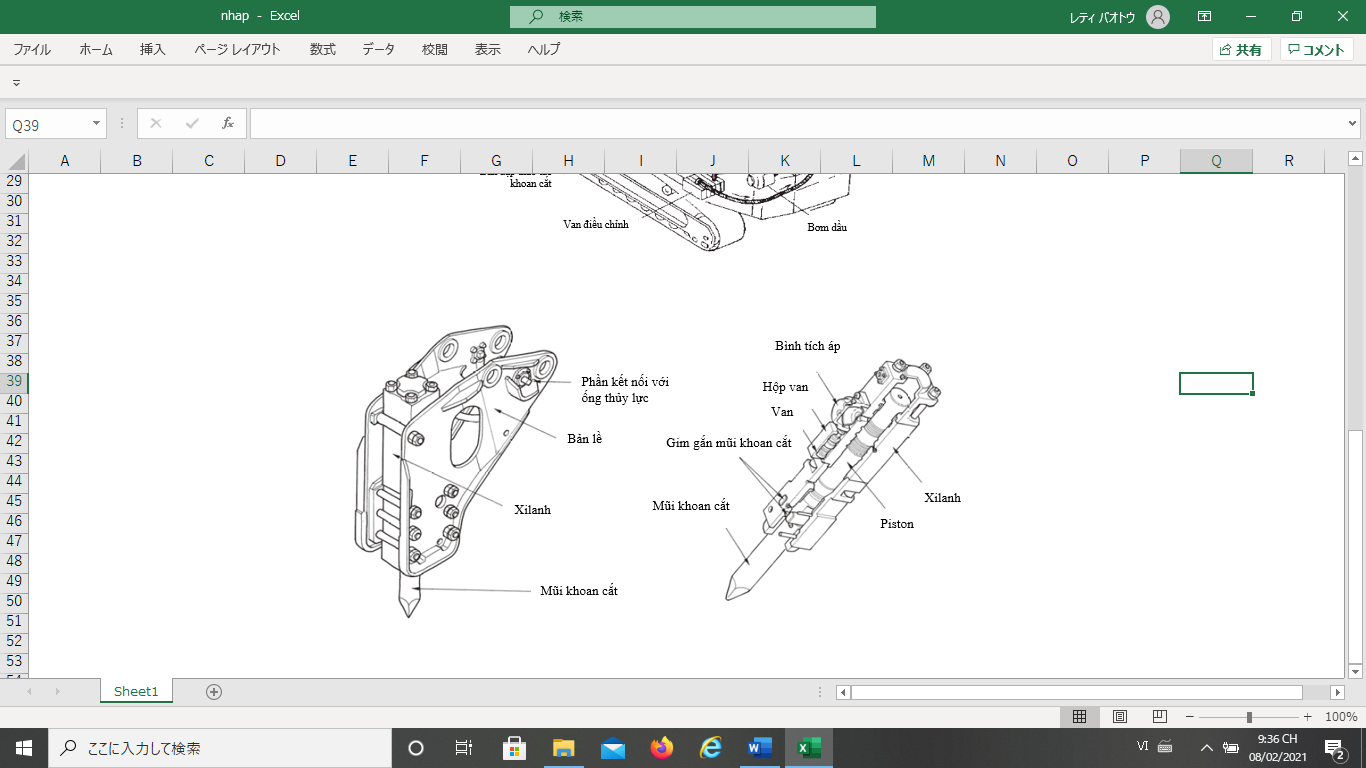 nhap - Excel
検索
レティ バオトウ
ファイル
ホーム
挿入
ページ レイアウト
数式
データ
校閲
表示
ヘルプ
共有
コメント
Q39
fx
A B C D E F G H I J K L M N O P Q R
29
30
31
32
33
34
35
36
37
38
39
40
41
42
43
44
45
46
47
48
49
50
51
52
53
khoan cắt
Van điều chỉnh
Bơm dầu
Phần kết nối với
ống thủy lực
Bản lề
Xilanh
Mũi khoan cắt
Bình tích áp
Hộp van
Van
Gim gắn mũi khoan cắt
Mũi khoan cắt
Xilanh
Piston
Sheet1
100%
ここに入力して検索
VI
9:36 CH
08/02/2021
2